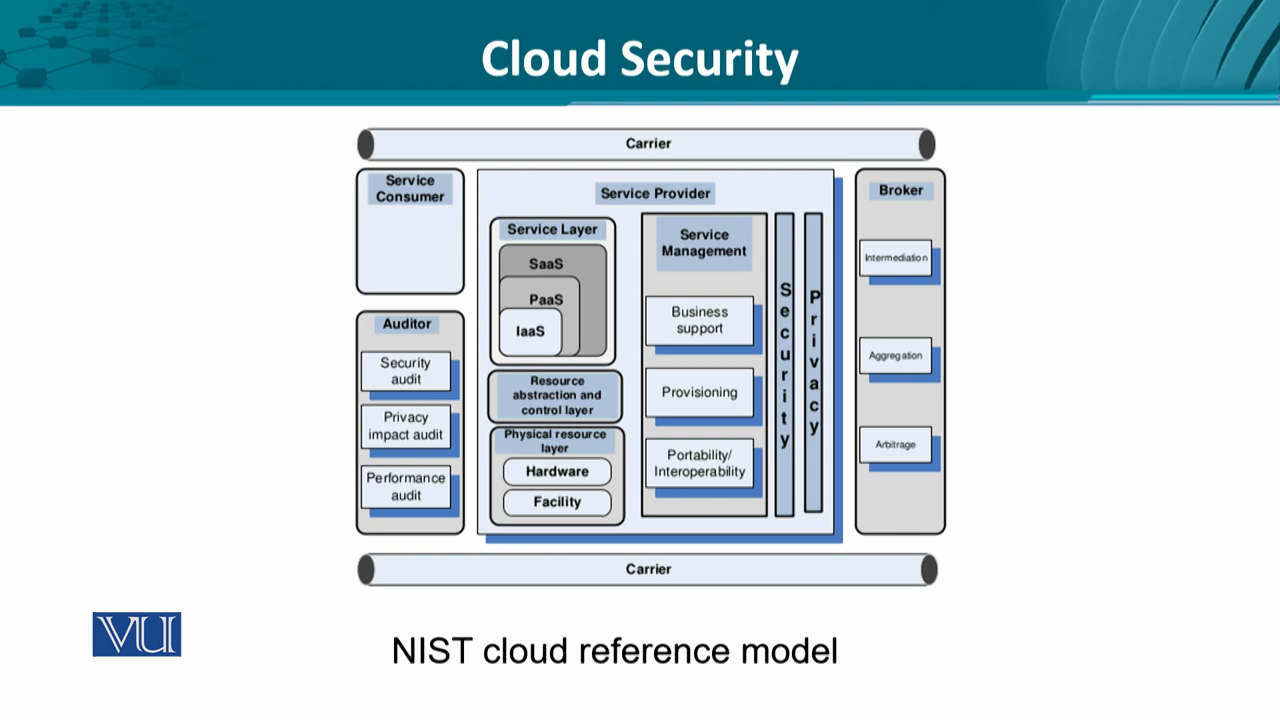 Cloud Security
Carrier
Service
Consumer
Auditor
Security
audit
Privacy
impact audit
Performance
audit
Service Provider
Service Layer
SaaS
PaaS
IaaS
Resource
abstraction and
control layer
Physical resource
layer
Hardware
Facility
Service
Management
Business
support
Provisioning
Portability/
Interoperability
Security
Privacy
Broker
Intermediation
Aggregation
Arbitrage
Carrier
VU
NIST cloud reference model